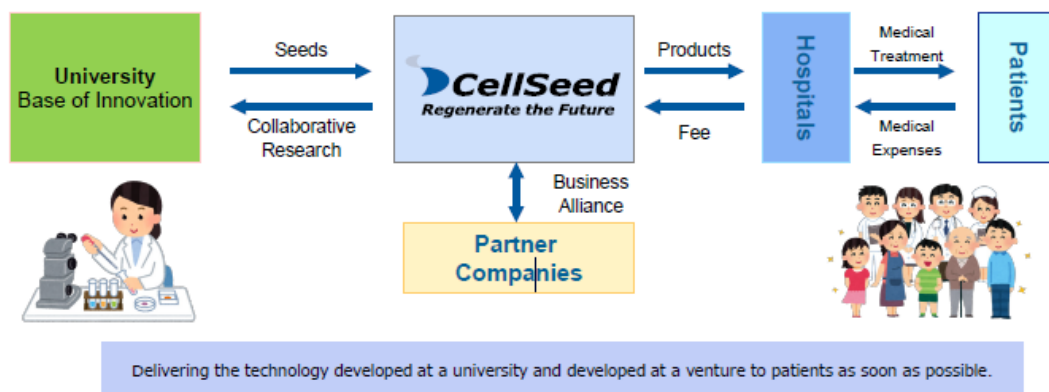 University
Base of Innovation
Seeds
Collaborative
Research
CellSeed
Regenerate the Future
Business
Alliance
Partner
Companies
Products
Fee
Hospitals
Medical
Treatment
Medical
Expenses
Patients
Delivering the technology developed at a university and developed at a venture to patients as soon as possible.